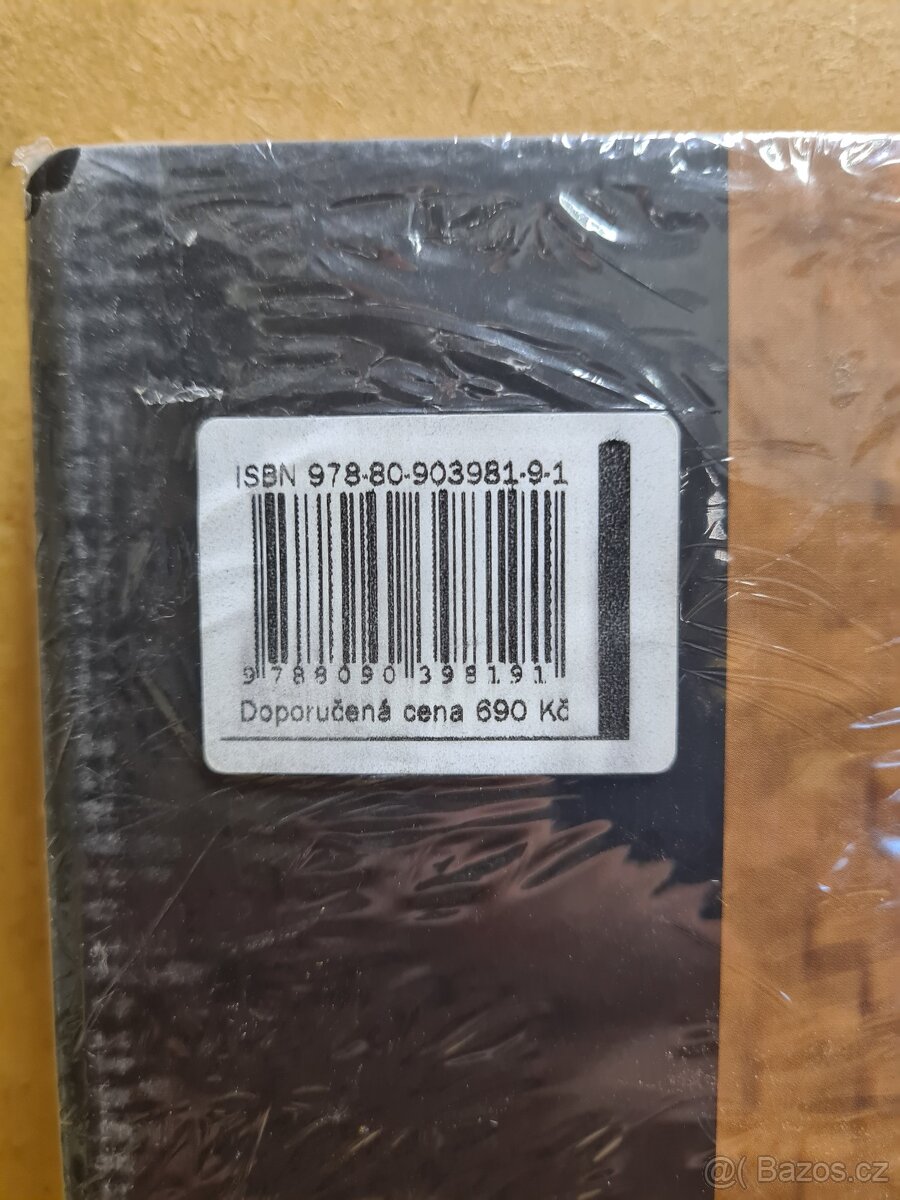 ISBN 978-80-903981-9-1
9 788090 398191
Doporučená cena 690 Kč
@( Bazos.cz